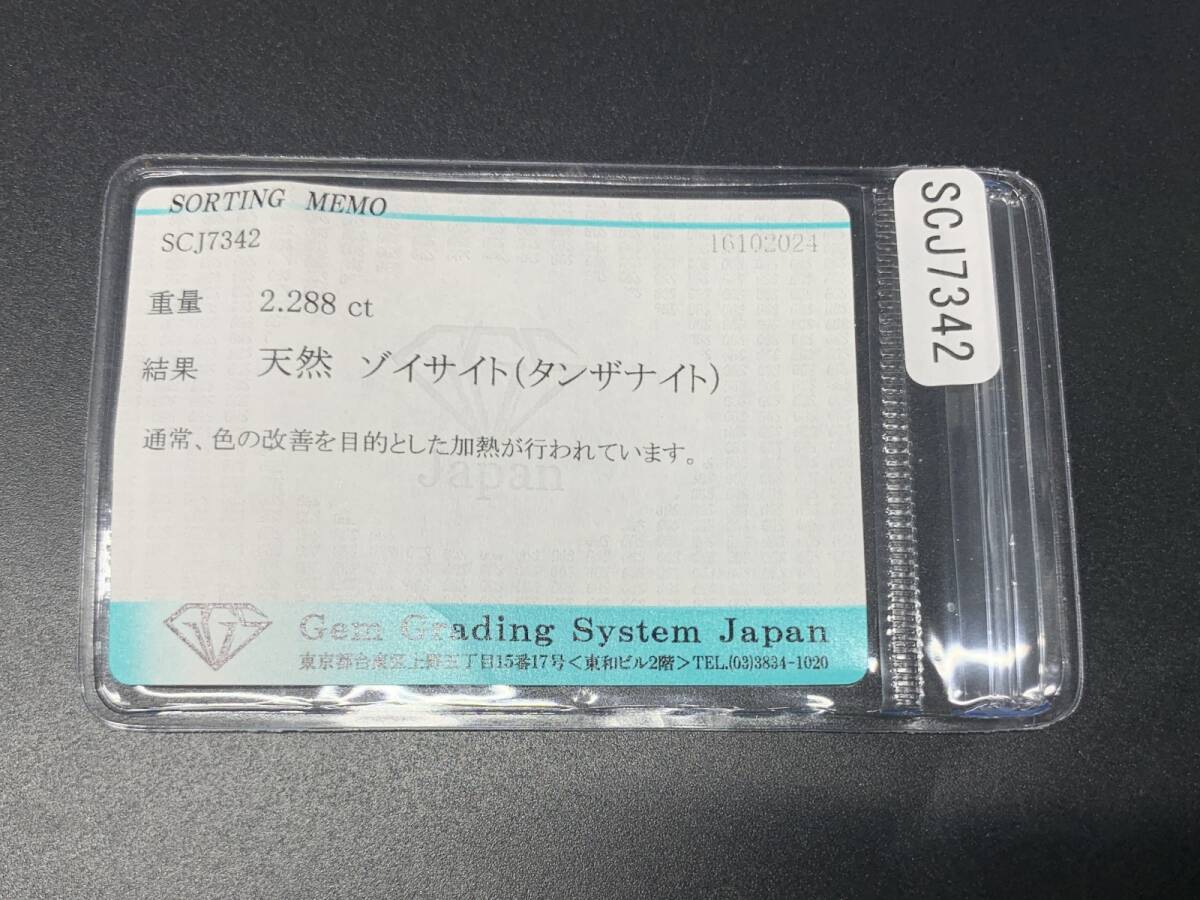 SORTING MEMO
SCJ7342 16102024
重量 2.288 ct
結果 天然 ゾイサイト(タンザナイト)
通常、色の改善を目的とした加熱が行われています。
Japan
Gem Grading System Japan
東京都台東区上野五丁目15番17号<東和ビル2階>TEL.(03)3834-1020
SCJ7342